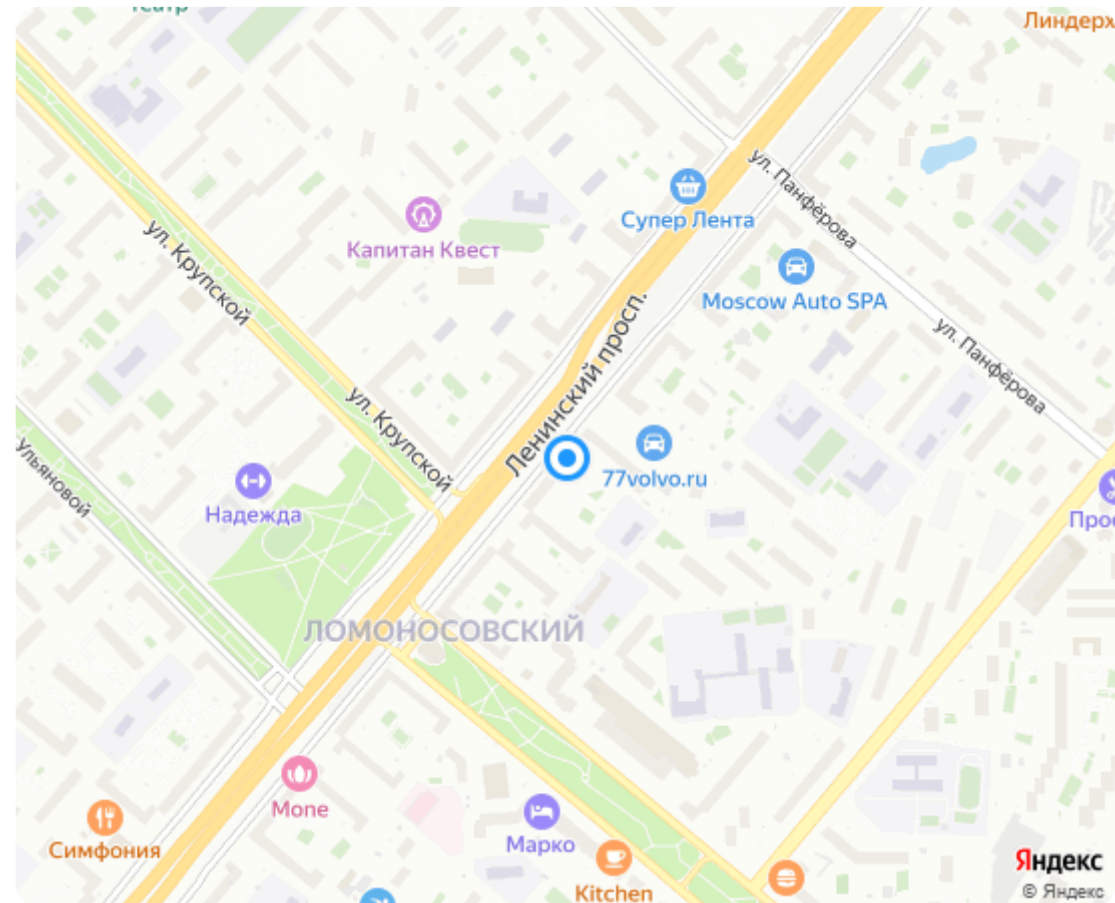 Линдерх
ул. Панфёрова
Супер Лента
Капитан Квест
ул. Крупской
Moscow Auto SPA
Ленинский просп.
ул. Панфёрова
ул. Крупской
77volvo.ru
Ульяновой
Надежда
Прос
ЛОМОНОСОВСКИЙ
Mone
Симфония
Марко
Kitchen
Яндекс
© Яндекс